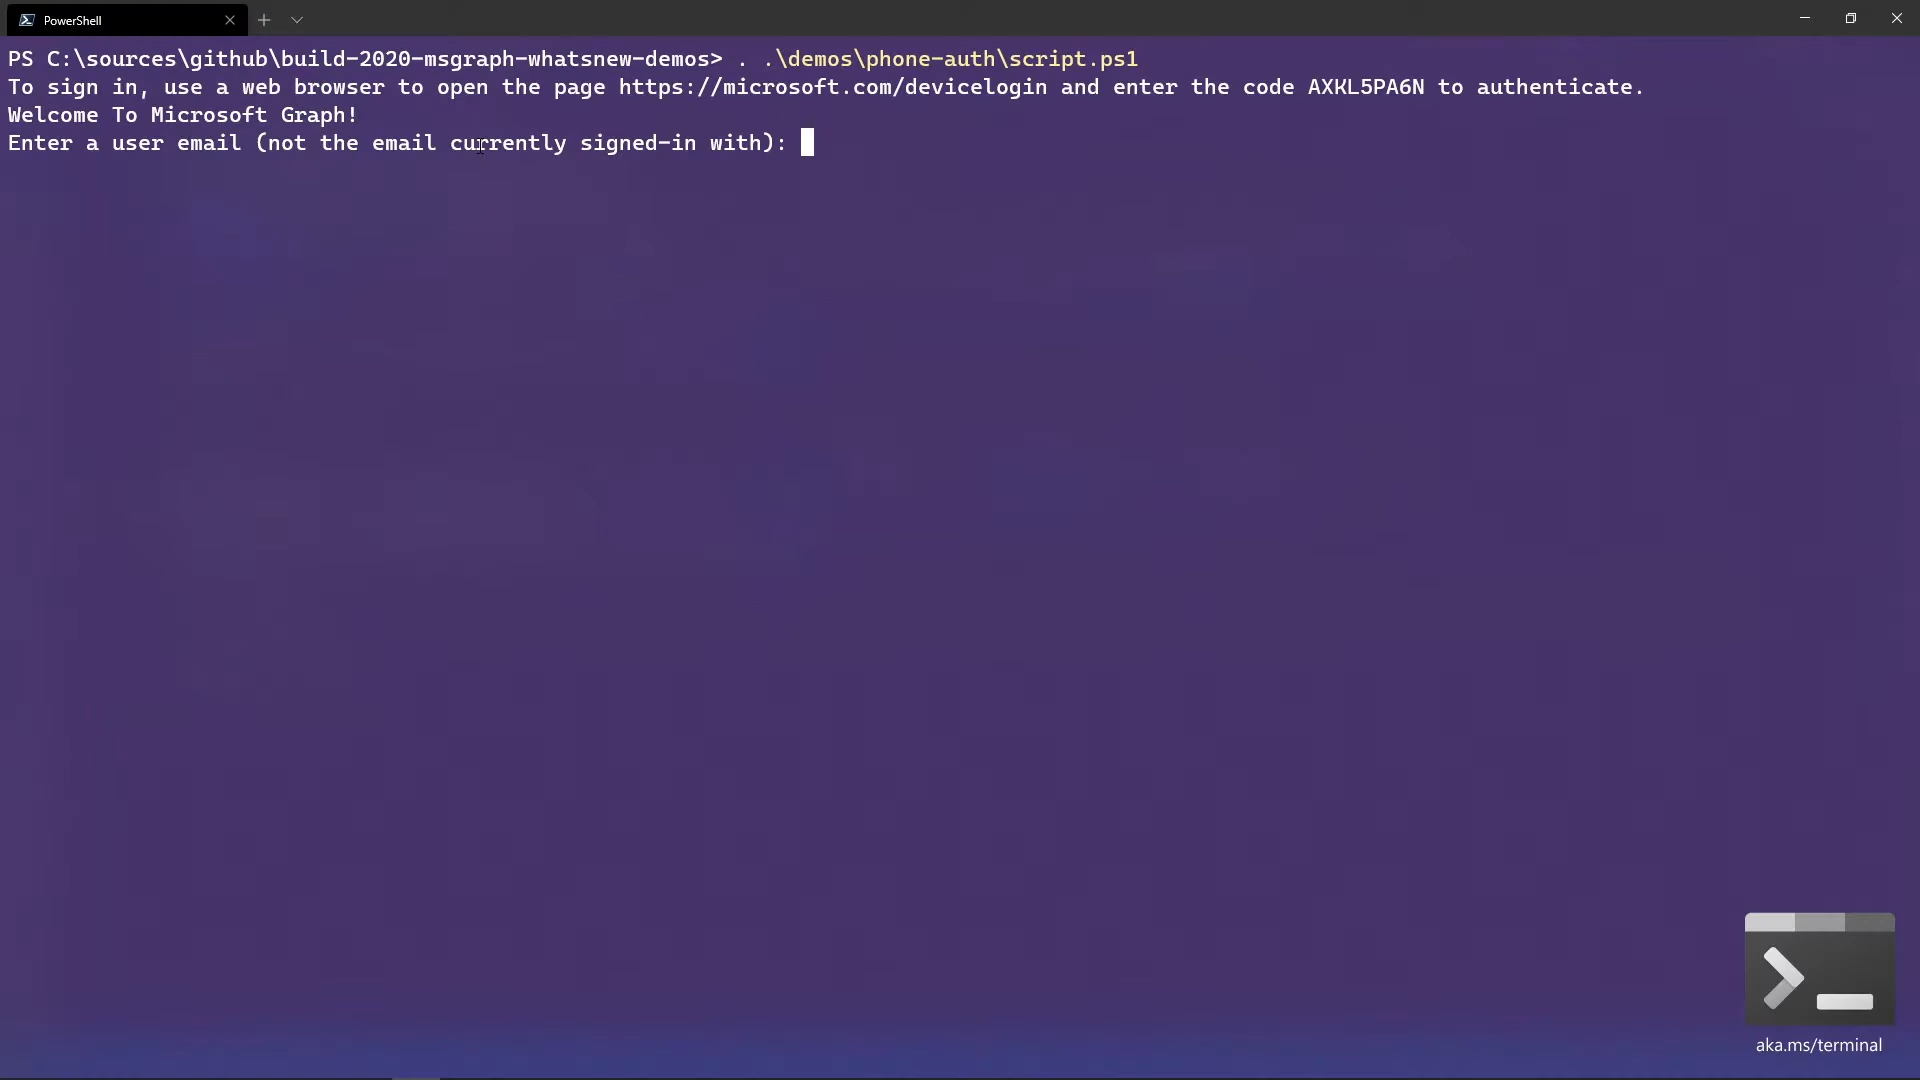 PowerShell
PS C:\sources\github\build-2020-msgraph-whatsnew-demos> . .\demos\phone-auth\script.ps1
To sign in, use a web browser to open the page https://microsoft.com/devicelogin and enter the code AXKL5PA6N to authenticate.
Welcome To Microsoft Graph!
Enter a user email (not the email currently signed-in with):
aka.ms/terminal